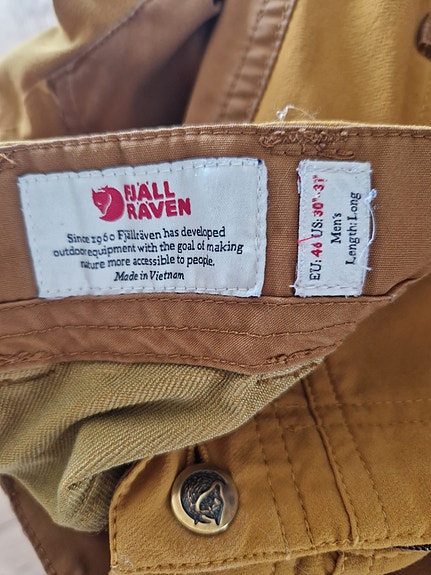 FJÄLL
RÄVEN
Since 1960 Fjällräven has developed
outdoor equipment with the goal of making
nature more accessible to people.
Made in Vietnam
EU: 46 US: 30"-31"
Men's
Length: Long